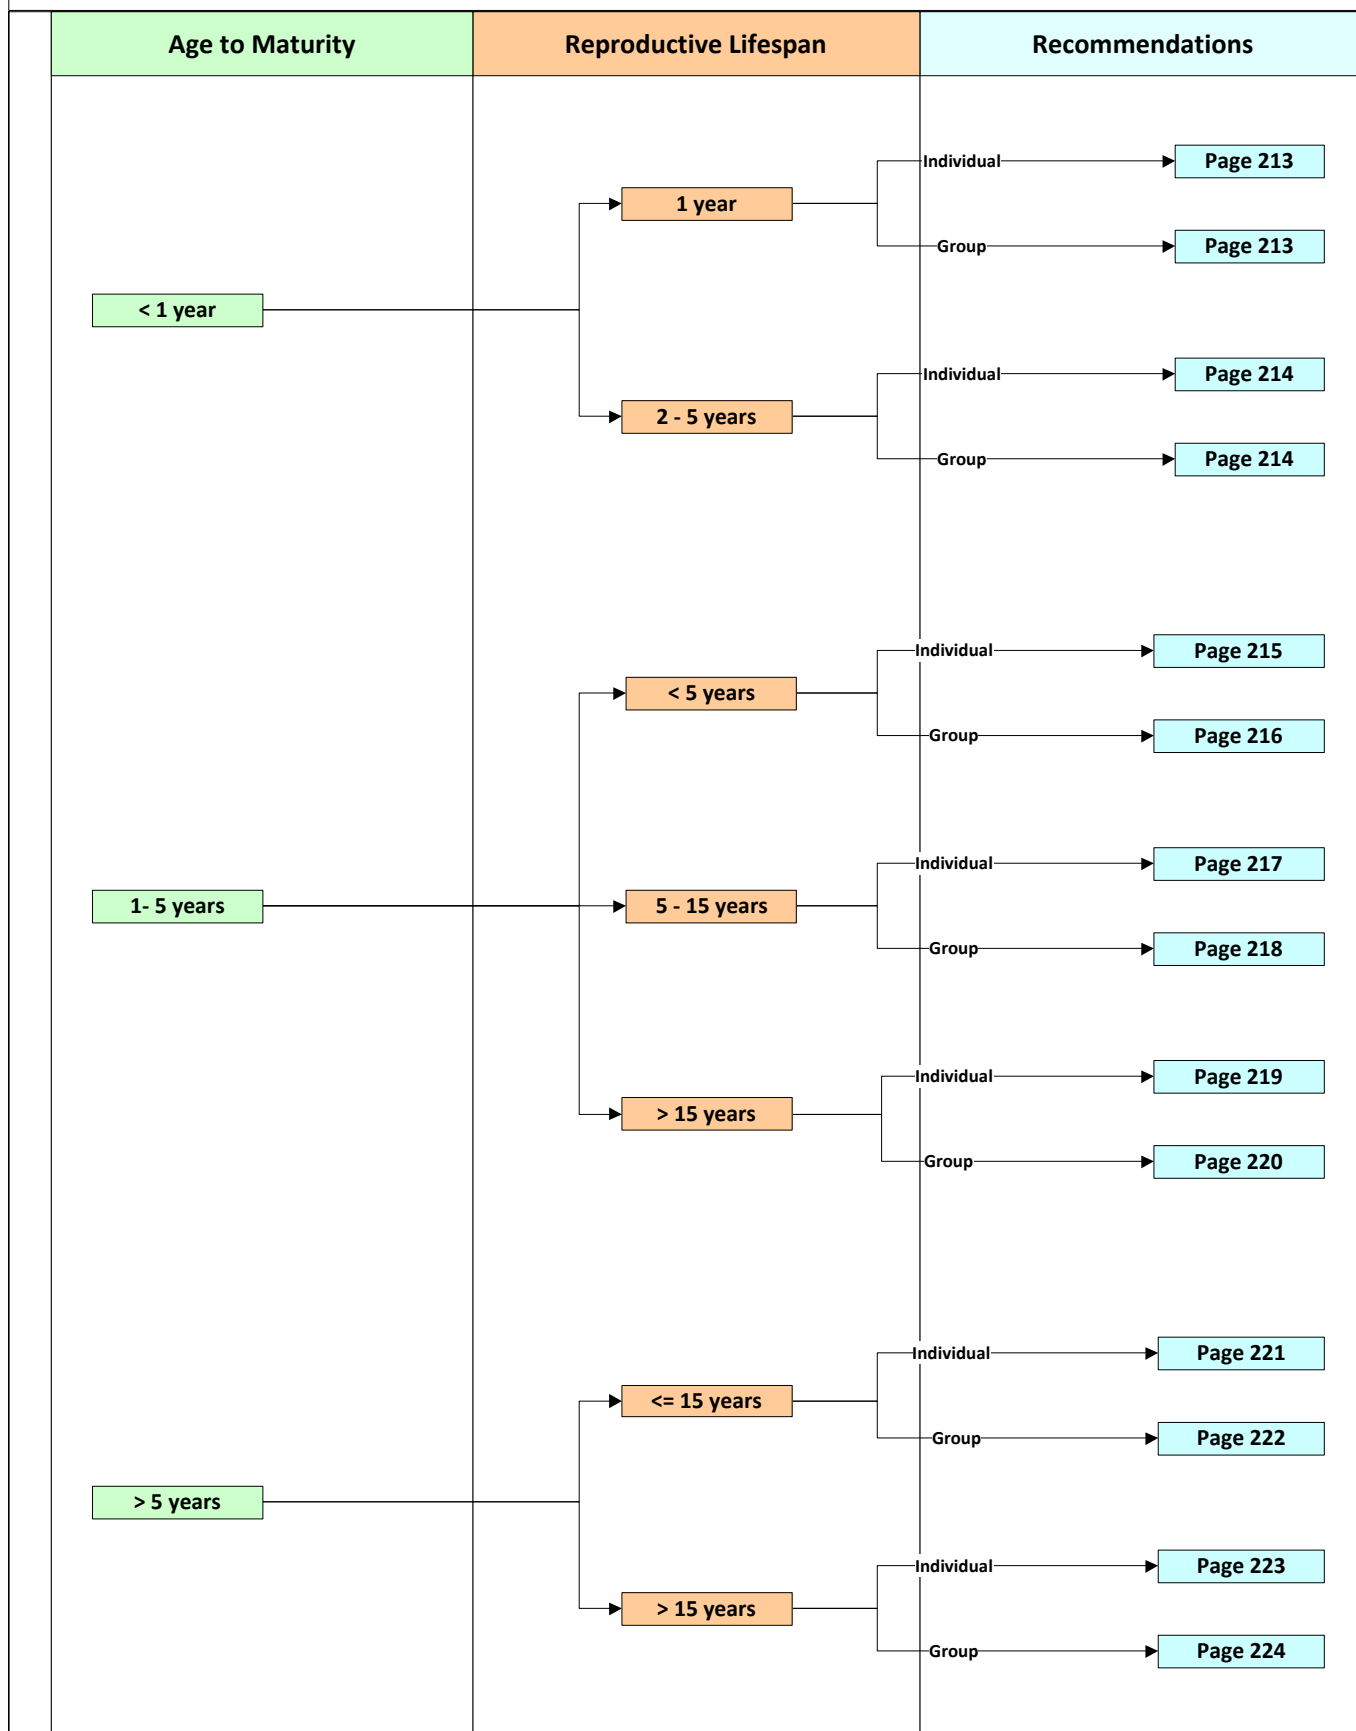 Age to Maturity
Reproductive Lifespan
Recommendations
Individual
Page 213
1 year
Group
Page 213
< 1 year
Individual
Page 214
2 - 5 years
Group
Page 214
Individual
Page 215
< 5 years
Group
Page 216
Individual
Page 217
1- 5 years
5 - 15 years
Group
Page 218
Individual
Page 219
> 15 years
Group
Page 220
Individual
Page 221
<= 15 years
Group
Page 222
> 5 years
Individual
Page 223
> 15 years
Group
Page 224